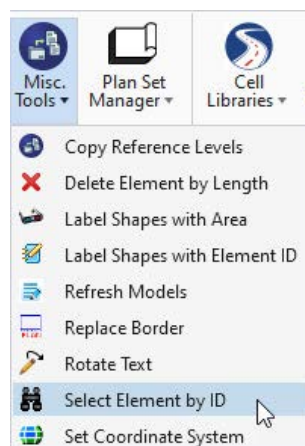 Misc. Plan Set Cell
Tools Manager Libraries
Copy Reference Levels
Delete Element by Length
Label Shapes with Area
Label Shapes with Element ID
Refresh Models
Replace Border
Rotate Text
Select Element by ID
Set Coordinate System